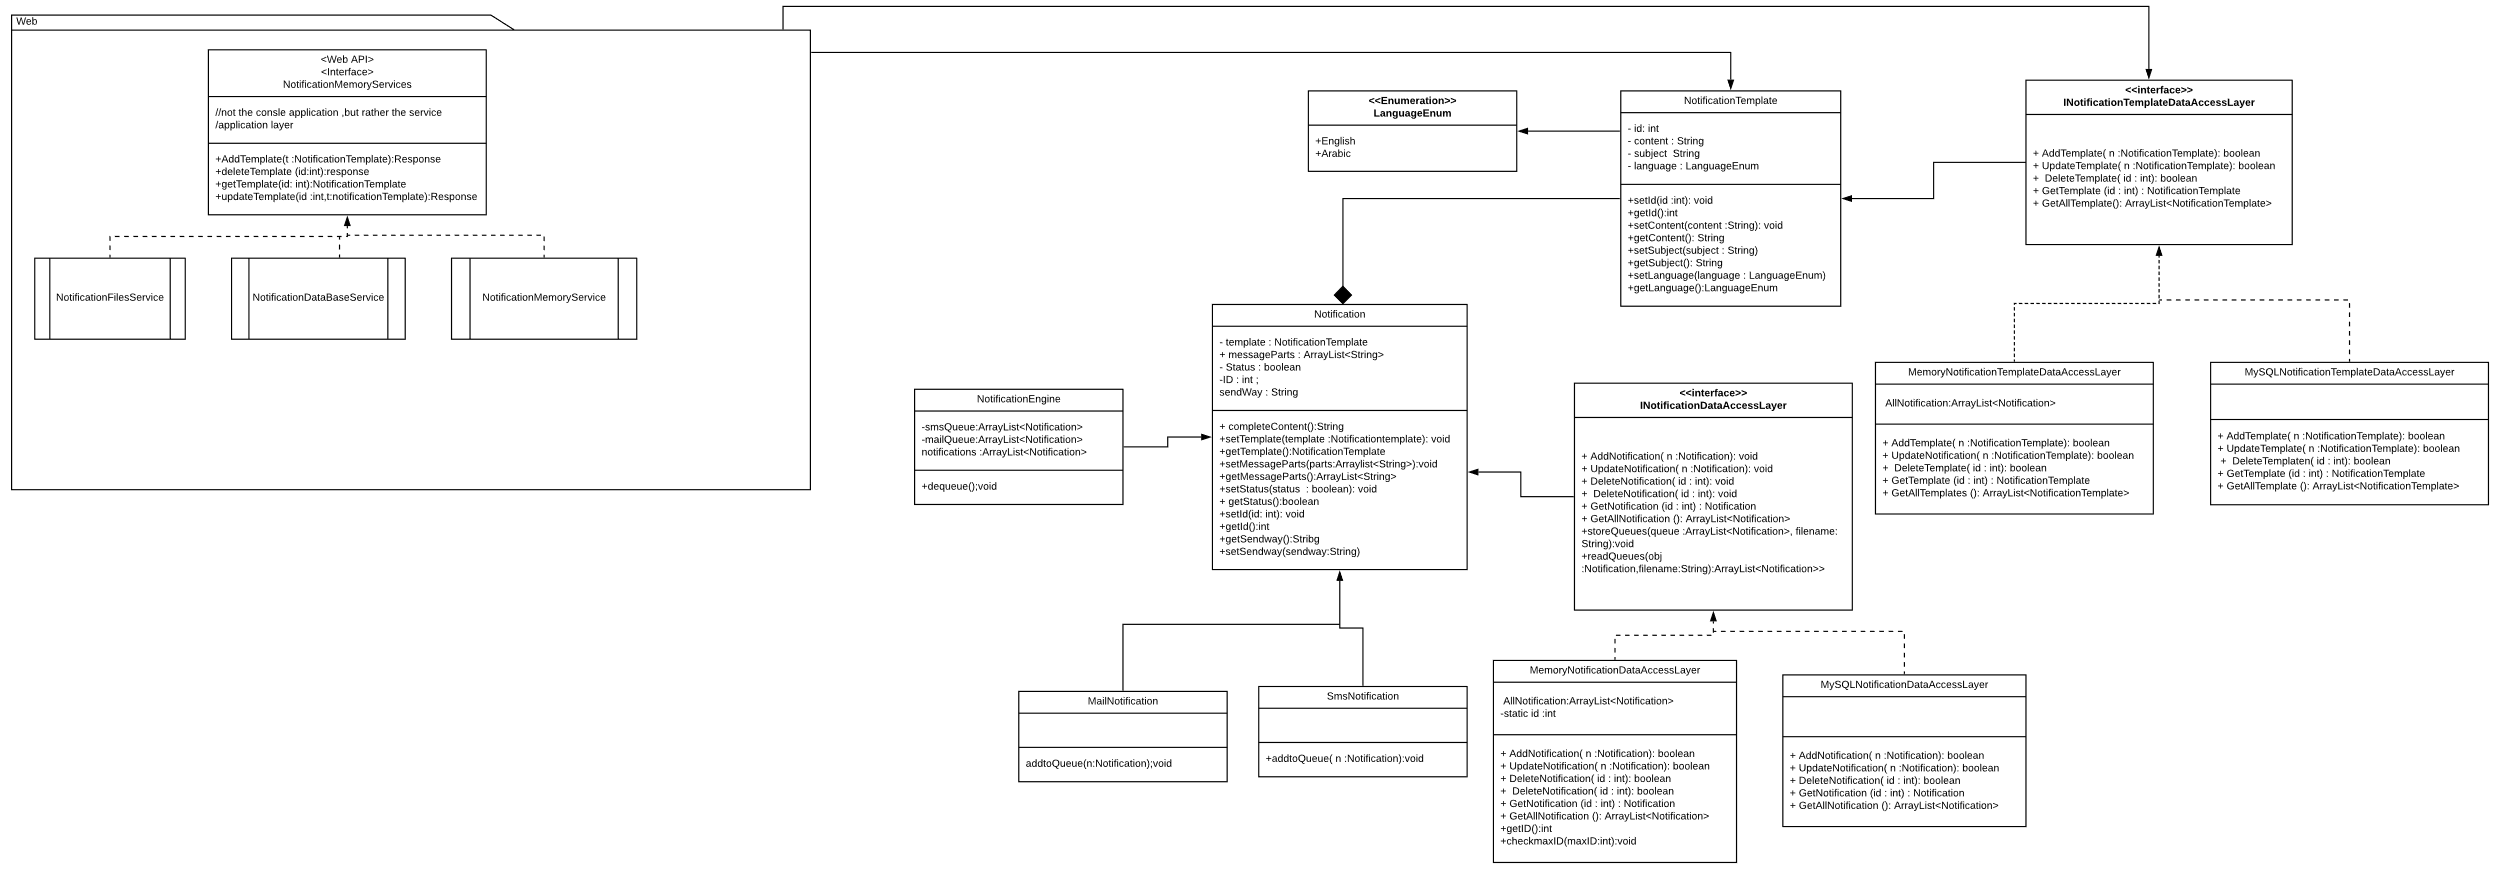 Web
<Web API>
<Interface>
NotificationMemoryServices
//not the consle application ,but rather the service
/application layer
+AddTemplate(t :NotificationTemplate):Response
+deleteTemplate (id:int):response
+getTemplate(id: int):NotificationTemplate
+updateTemplate(id :int,t:notificationTemplate):Response
NotificationFilesService
NotificationDataBaseService
NotificationMemoryService
<<Enumeration>>
LanguageEnum
+English
+Arabic
NotificationTemplate
- id: int
- content : String
- subject  String
- language : LanguageEnum
+setId(id :int): void
+getId():int
+setContent(content :String): void
+getContent(): String
+setSubject(subject : String)
+getSubject(): String
+setLanguage(language : LanguageEnum)
+getLanguage():LanguageEnum
<<interface>>
INotificationTemplateDataAccessLayer
+ AddTemplate( n :NotificationTemplate): boolean
+ UpdateTemplate( n :NotificationTemplate): boolean
+  DeleteTemplate( id : int): boolean
+ GetTemplate (id : int) : NotificationTemplate
+ GetAllTemplate(): ArrayList<NotificationTemplate>
Notification
- template : NotificationTemplate
+ messageParts : ArrayList<String>
- Status : boolean
-ID : int ;
sendWay : String
+ completeContent():String
+setTemplate(template :Notificationtemplate): void
+getTemplate():NotificationTemplate
+setMessageParts(parts:Arraylist<String>):void
+getMessageParts():ArrayList<String>
+setStatus(status  : boolean): void
+ getStatus():boolean
+setId(id: int): void
+getId():int
+getSendway():Stribg
+setSendway(sendway:String)
NotificationEngine
-smsQueue:ArrayList<Notification>
-mailQueue:ArrayList<Notification>
notifications :ArrayList<Notification>
+dequeue();void
<<interface>>
INotificationDataAccessLayer
+ AddNotification( n :Notification): void
+ UpdateNotification( n :Notification): void
+ DeleteNotification( id : int): void
+  DeleteNotification( id : int): void
+ GetNotification (id : int) : Notification
+ GetAllNotification (): ArrayList<Notification>
+storeQueues(queue :ArrayList<Notification>, filename:
String):void
+readQueues(obj
:Notification,filename:String):ArrayList<Notification>>
MemoryNotificationTemplateDataAccessLayer
AllNotification:ArrayList<Notification>
+ AddTemplate( n :NotificationTemplate): boolean
+ UpdateNotification( n :NotificationTemplate): boolean
+  DeleteTemplate( id : int): boolean
+ GetTemplate (id : int) : NotificationTemplate
+ GetAllTemplates (): ArrayList<NotificationTemplate>
MySQLNotificationTemplateDataAccessLayer
+ AddTemplate( n :NotificationTemplate): boolean
+ UpdateTemplate( n :NotificationTemplate): boolean
+  DeleteTemplaten( id : int): boolean
+ GetTemplate (id : int) : NotificationTemplate
+ GetAllTemplate (): ArrayList<NotificationTemplate>
MailNotification
addtoQueue(n:Notification);void
SmsNotification
+addtoQueue( n :Notification):void
MemoryNotificationDataAccessLayer
AllNotification:ArrayList<Notification>
-static id :int
+ AddNotification( n :Notification): boolean
+ UpdateNotification( n :Notification): boolean
+ DeleteNotification( id : int): boolean
+  DeleteNotification( id : int): boolean
+ GetNotification (id : int) : Notification
+ GetAllNotification (): ArrayList<Notification>
+getID():int
+checkmaxID(maxID:int):void
MySQLNotificationDataAccessLayer
+ AddNotification( n :Notification): boolean
+ UpdateNotification( n :Notification): boolean
+ DeleteNotification( id : int): boolean
+ GetNotification (id : int) : Notification
+ GetAllNotification (): ArrayList<Notification>